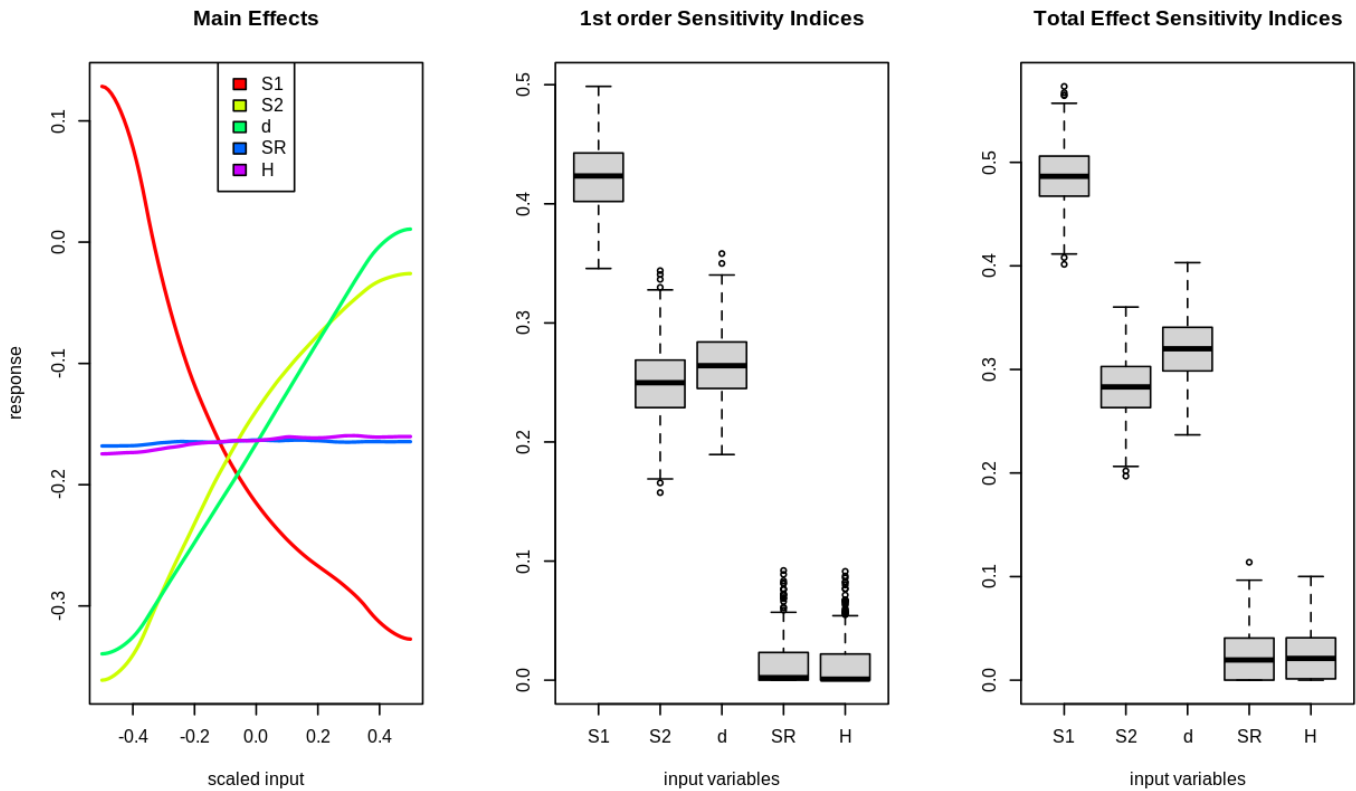 Main Effects
response
0.1
0.0
-0.1
-0.2
-0.3
S1
S2
d
SR
H
-0.4 -0.2 0.0 0.2 0.4
scaled input
1st order Sensitivity Indices
0.5
0.4
0.3
0.2
0.1
0.0
S1 S2 d SR H
input variables
Total Effect Sensitivity Indices
0.5
0.4
0.3
0.2
0.1
0.0
S1 S2 d SR H
input variables